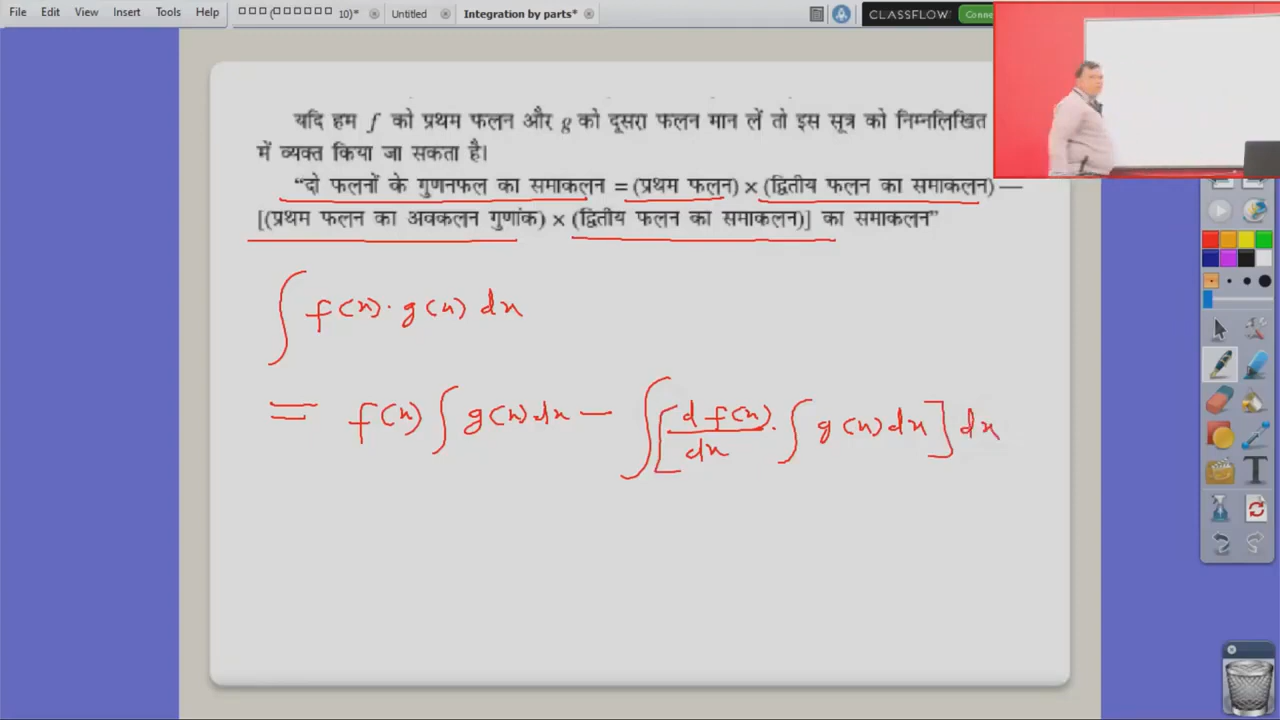 File Edit View Insert Tools Help
□□□ (□□□□□□ 10)* Untitled Integration by parts* CLASSFLOW Conne
यदि हम f को प्रथम फलन और g को दूसरा फलन मान लें तो इस सूत्र को निम्नलिखित
में व्यक्त किया जा सकता है।
“दो फलनों के गुणनफल का समाकलन = (प्रथम फलन) × (द्वितीय फलन का समाकलन) —
[(प्रथम फलन का अवकलन गुणांक) × (द्वितीय फलन का समाकलन)] का समाकलन”
∫ f(x)·g(x) dx
= f(x) ∫ g(x) dx − ∫ [ d f(x)/dx · ∫ g(x) dx ] dx